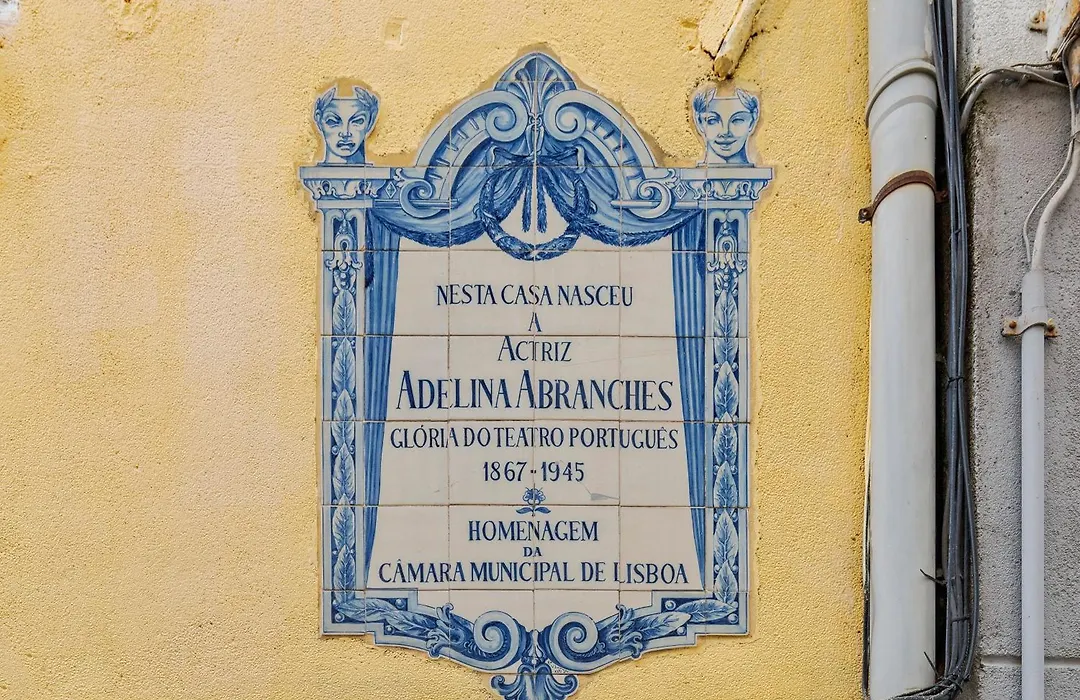 NESTA CASA NASCEU
A
ACTRIZ
ADELINA ABRANCHES
GLÓRIA DO TEATRO PORTUGUÊS
1867-1945
HOMENAGEM
DA
CÂMARA MUNICIPAL DE LISBOA